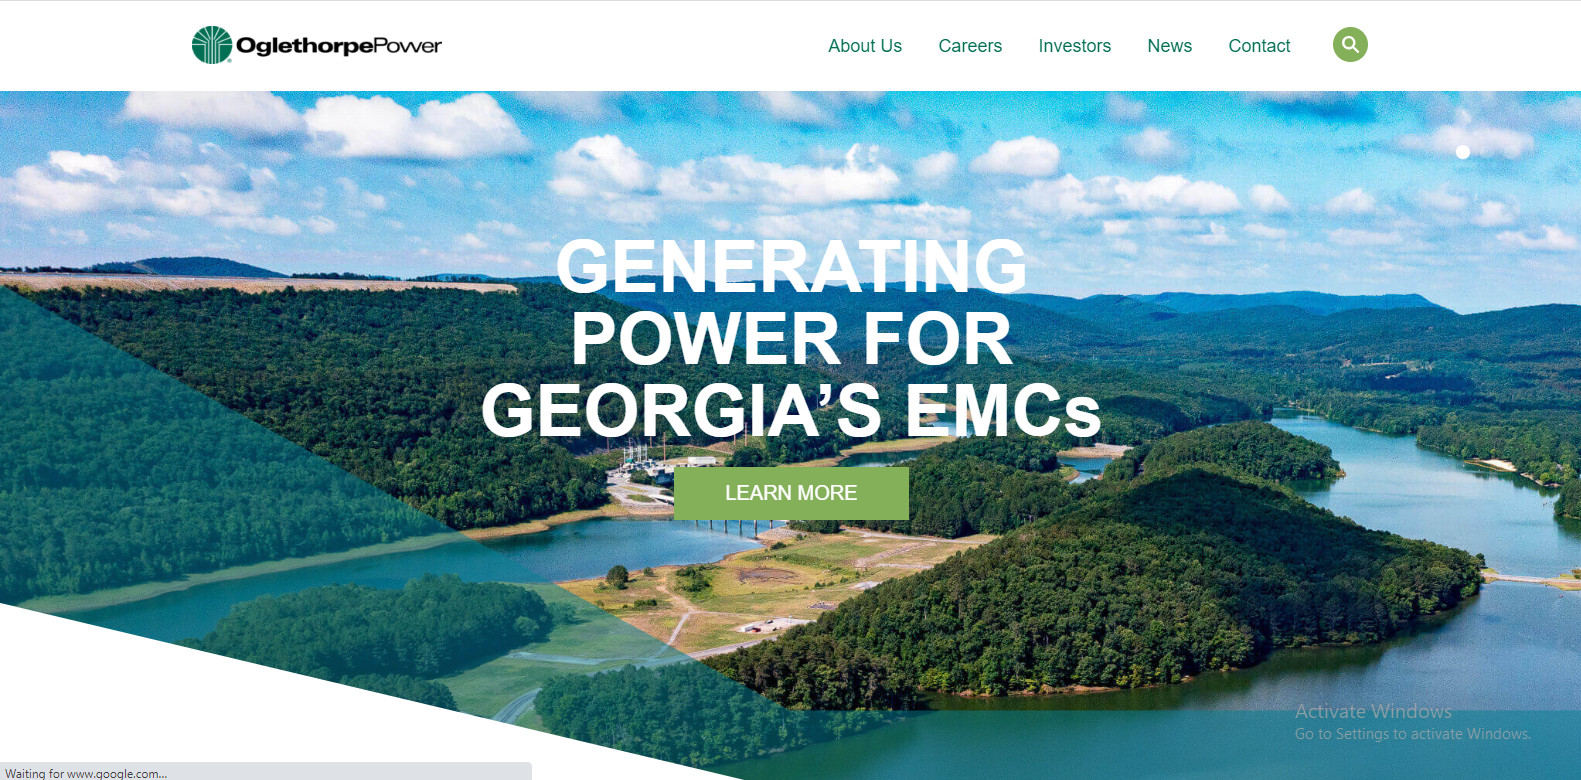 OglethorpePower
About Us
Careers
Investors
News
Contact
GENERATING
POWER FOR
GEORGIA’S EMCs
LEARN MORE
Activate Windows
Go to Settings to activate Windows.
Waiting for www.google.com...